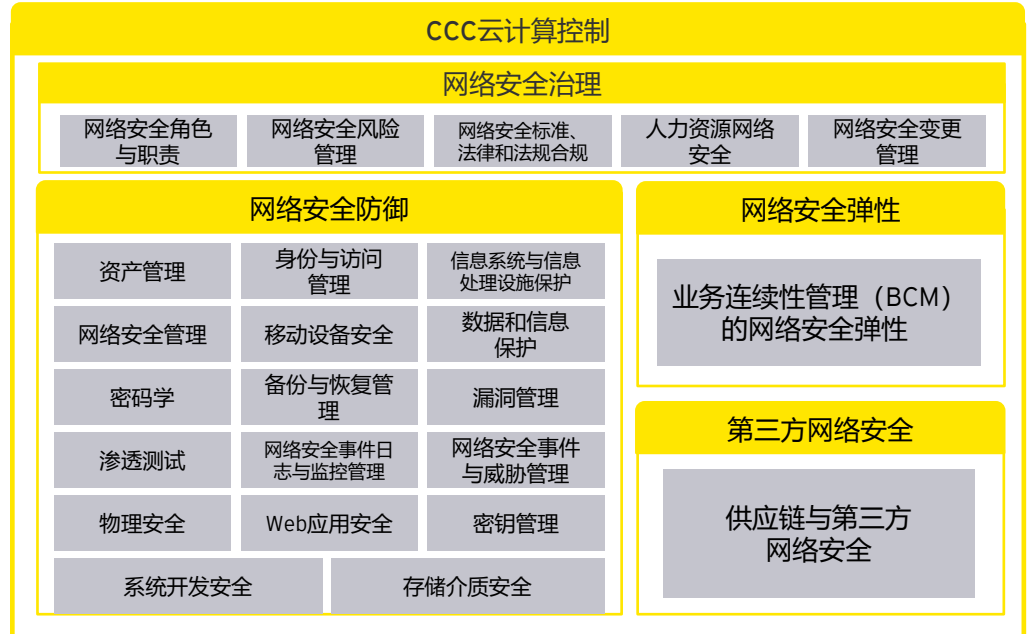 CCC云计算控制
网络安全治理
网络安全角色
与职责
网络安全风险
管理
网络安全标准、
法律和法规合规
人力资源网络
安全
网络安全变更
管理
网络安全防御
资产管理
身份与访问
管理
信息系统与信息
处理设施保护
网络安全管理
移动设备安全
数据和信息
保护
密码学
备份与恢复管
理
漏洞管理
渗透测试
网络安全事件日
志与监控管理
网络安全事件
与威胁管理
物理安全
Web应用安全
密钥管理
系统开发安全
存储介质安全
网络安全弹性
业务连续性管理（BCM）
的网络安全弹性
第三方网络安全
供应链与第三方
网络安全